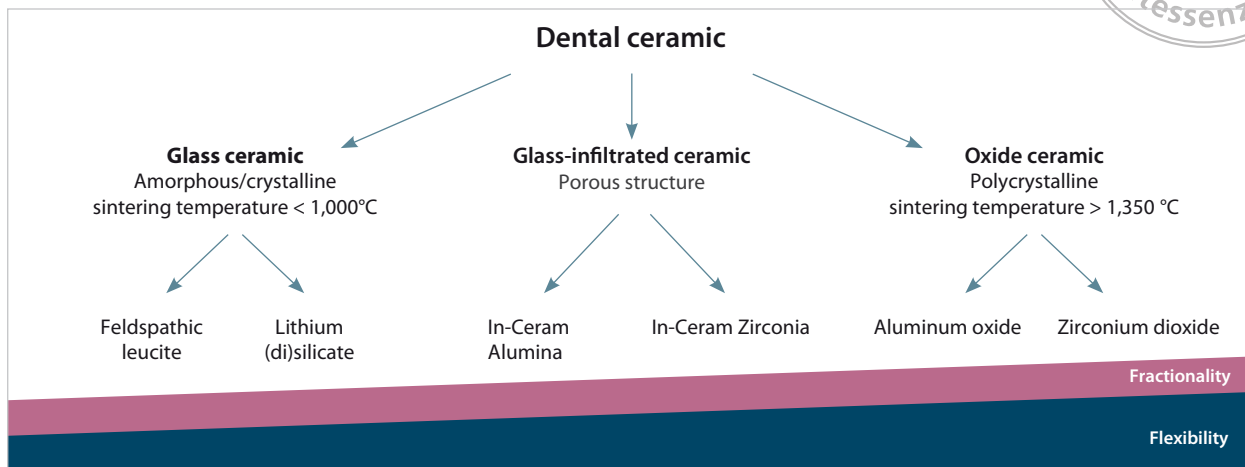 Dental ceramic
Glass ceramic
Amorphous/crystalline
sintering temperature < 1,000°C
Glass-infiltrated ceramic
Porous structure
Oxide ceramic
Polycrystalline
sintering temperature > 1,350 °C
Feldspathic
leucite
Lithium
(di)silicate
In-Ceram
Alumina
In-Ceram Zirconia
Aluminum oxide
Zirconium dioxide
Fractionality
Flexibility